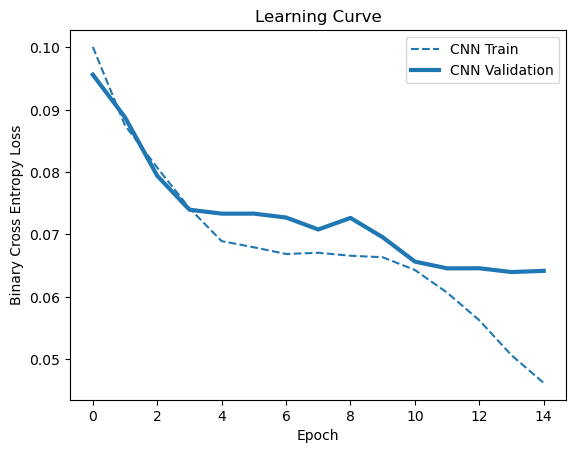 Learning Curve
CNN Train
CNN Validation
Binary Cross Entropy Loss
0.10
0.09
0.08
0.07
0.06
0.05
0 2 4 6 8 10 12 14
Epoch